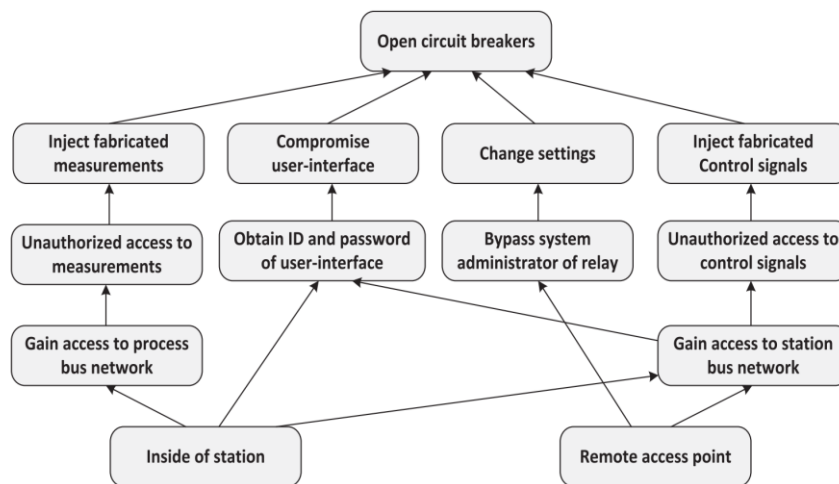 Open circuit breakers
Inject fabricated
measurements
Compromise
user-interface
Change settings
Inject fabricated
Control signals
Unauthorized access to
measurements
Obtain ID and password
of user-interface
Bypass system
administrator of relay
Unauthorized access to
control signals
Gain access to process
bus network
Gain access to station
bus network
Inside of station
Remote access point